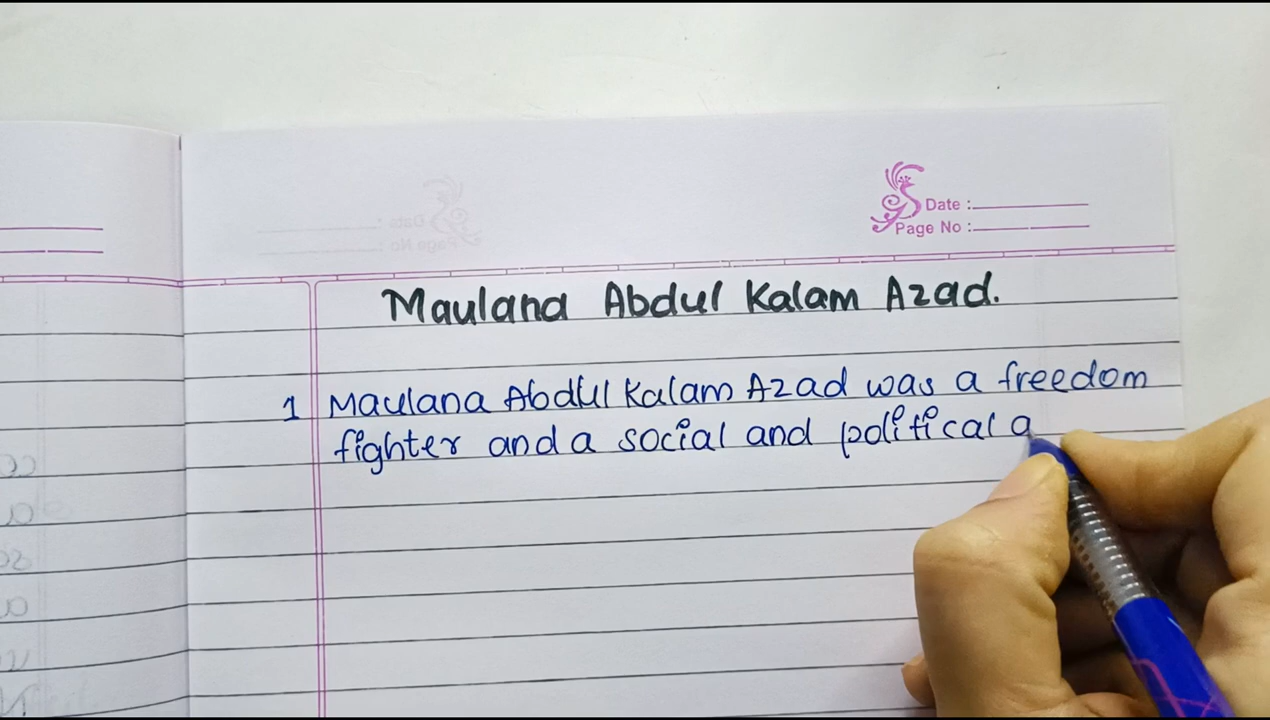 Date :
Page No :
Maulana Abdul Kalam Azad.
1 Maulana Abdul Kalam Azad was a freedom
fighter and a social and political a